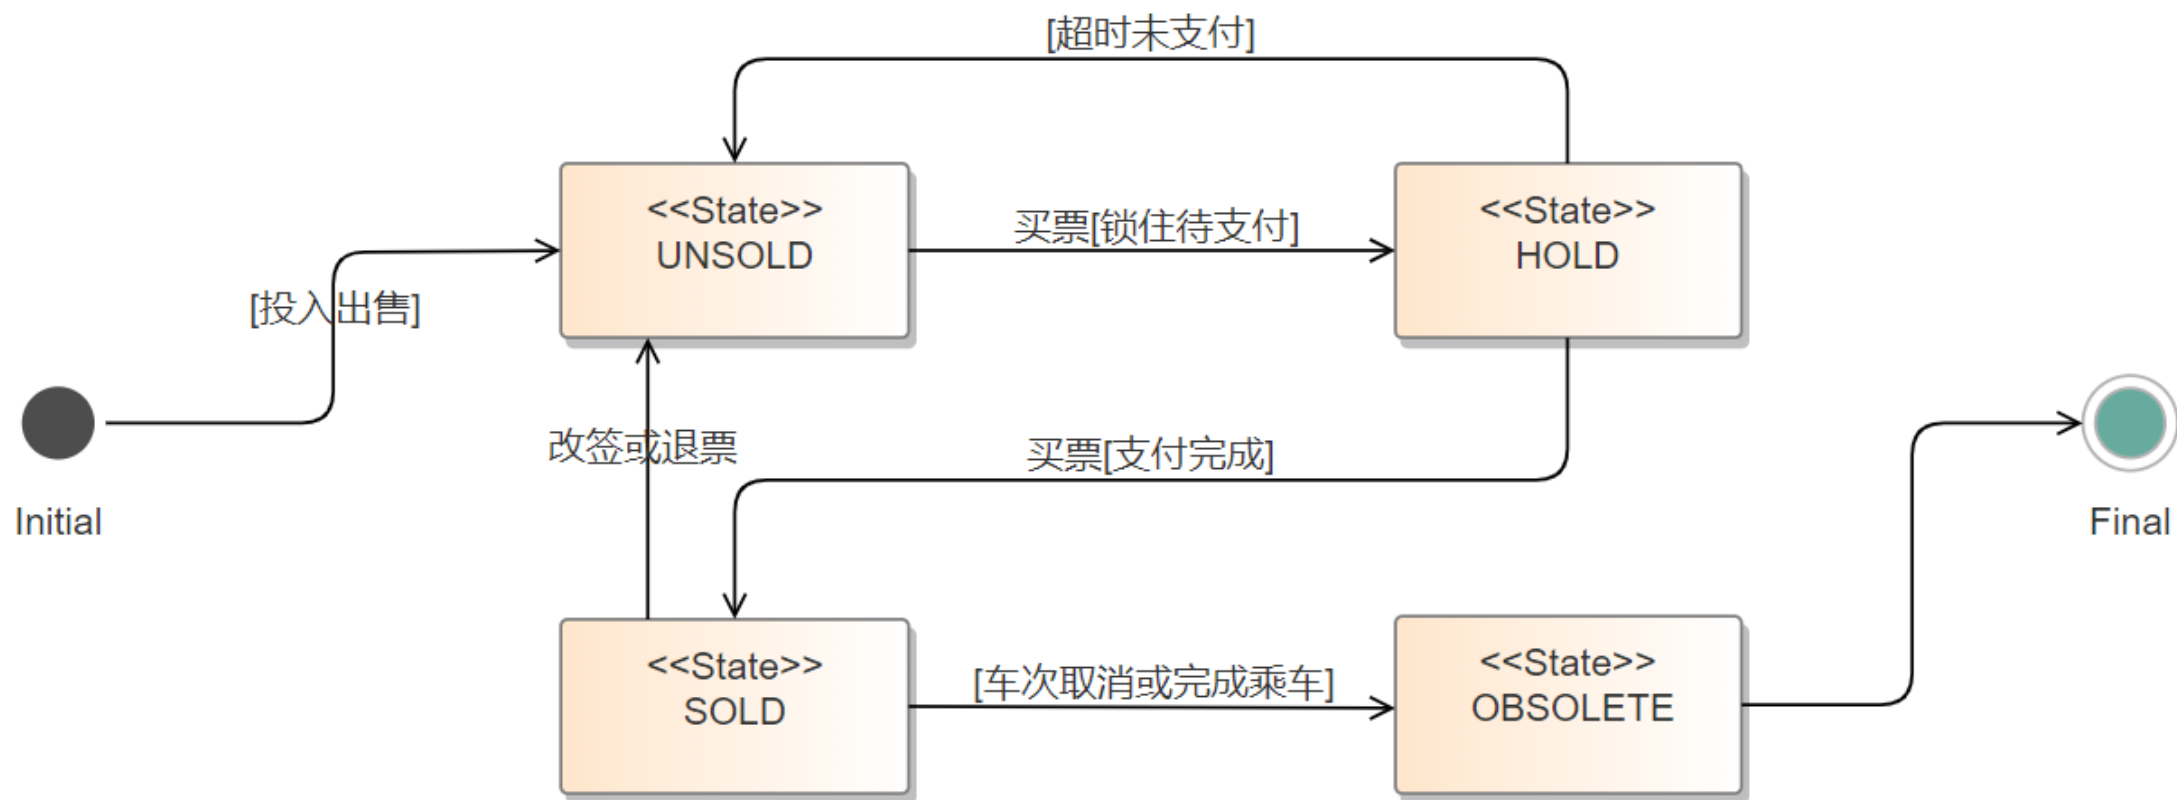 [超时未支付]
<<State>>
UNSOLD
买票[锁住待支付]
<<State>>
HOLD
[投入出售]
改签或退票
买票[支付完成]
Initial
Final
<<State>>
SOLD
[车次取消或完成乘车]
<<State>>
OBSOLETE